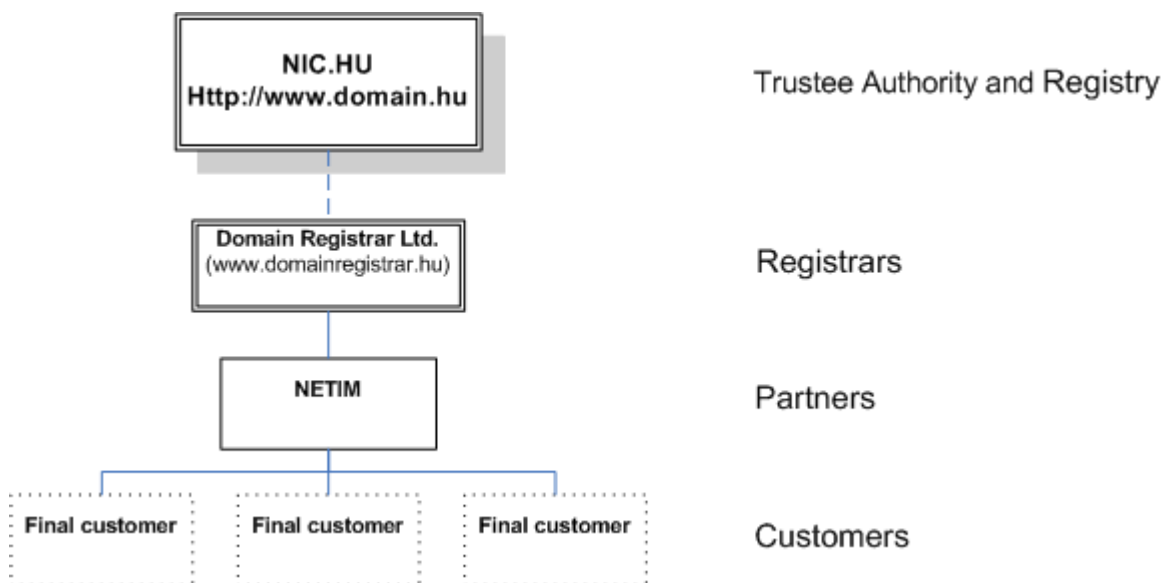 NIC.HU
Http://www.domain.hu
Trustee Authority and Registry
Domain Registrar Ltd.
(www.domainregistrar.hu)
Registrars
NETIM
Partners
Final customer
Final customer
Final customer
Customers